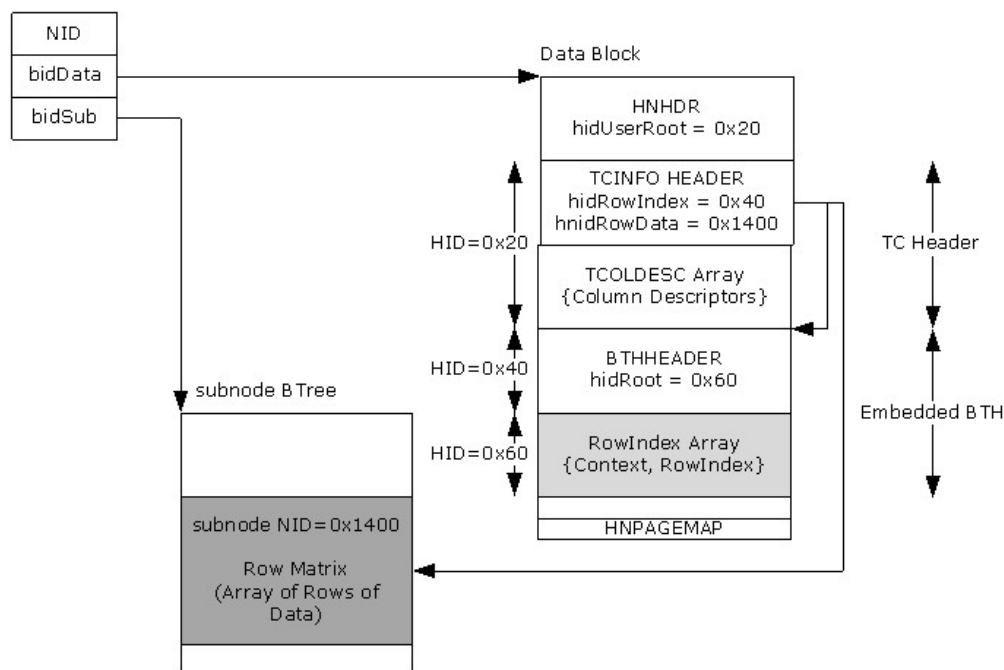 NID
bidData
bidSub
Data Block
HNHDR
hidUserRoot = 0x20
TCINFO HEADER
hidRowIndex = 0x40
hnidRowData = 0x1400
HID=0x20
TC Header
TCOLDESC Array
{Column Descriptors}
BTHHEADER
hidRoot = 0x60
HID=0x40
subnode BTree
Embedded BTH
RowIndex Array
{Context, RowIndex}
HID=0x60
HNPAGEMAP
subnode NID=0x1400
Row Matrix
(Array of Rows of
Data)